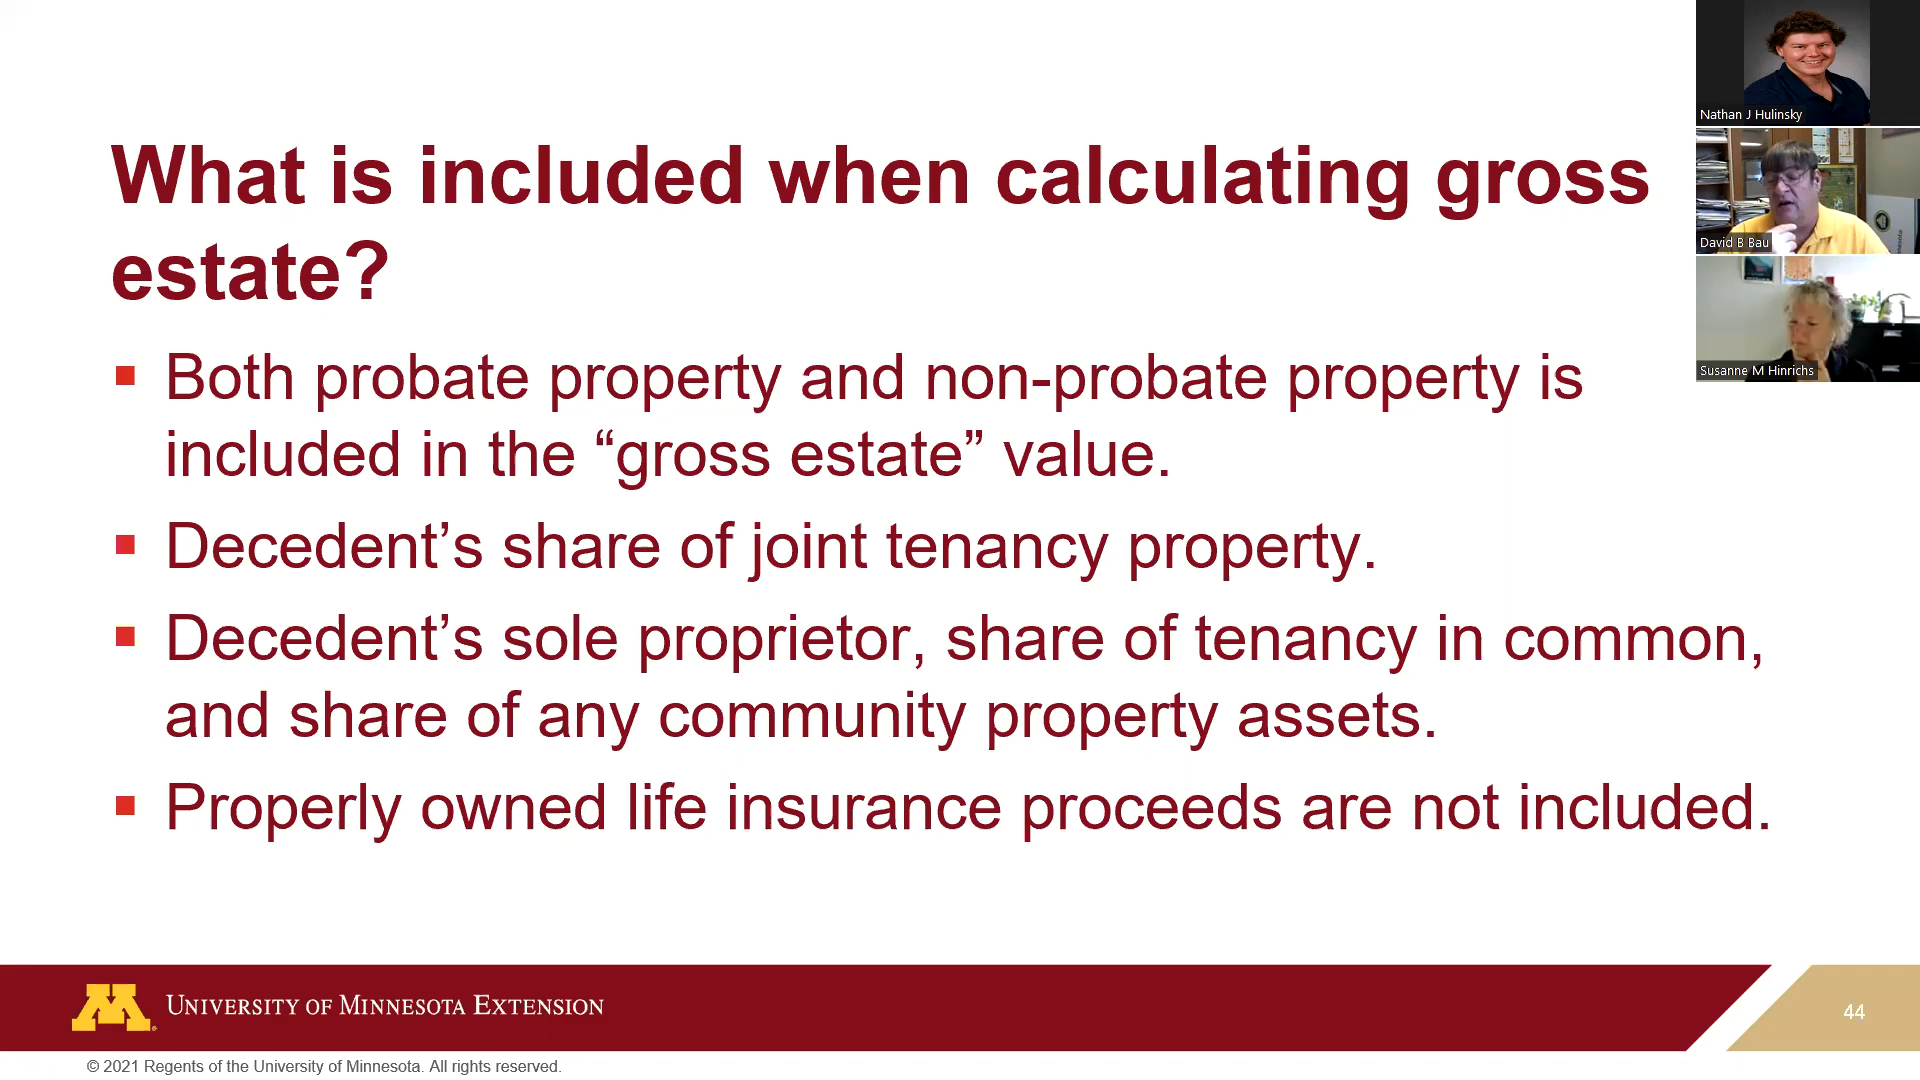 What is included when calculating gross
estate?
▪ Both probate property and non-probate property is
included in the “gross estate” value.
▪ Decedent’s share of joint tenancy property.
▪ Decedent’s sole proprietor, share of tenancy in common,
and share of any community property assets.
▪ Properly owned life insurance proceeds are not included.
Nathan J Hulinsky
David B Bau
Susanne M Hinrichs
M
University of Minnesota Extension
44
© 2021 Regents of the University of Minnesota. All rights reserved.